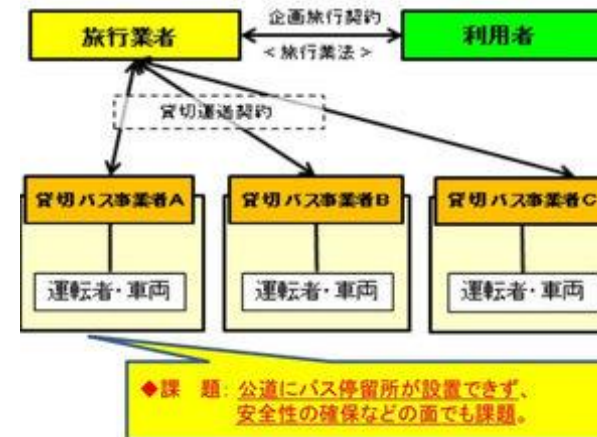 旅行業者
企画旅行契約
＜旅行業法＞
利用者
貸切運送契約
貸切バス事業者A
貸切バス事業者B
貸切バス事業者C
運転者・車両
運転者・車両
運転者・車両
◆課　題：公道にバス停留所が設置できず、
安全性の確保などの面でも課題。